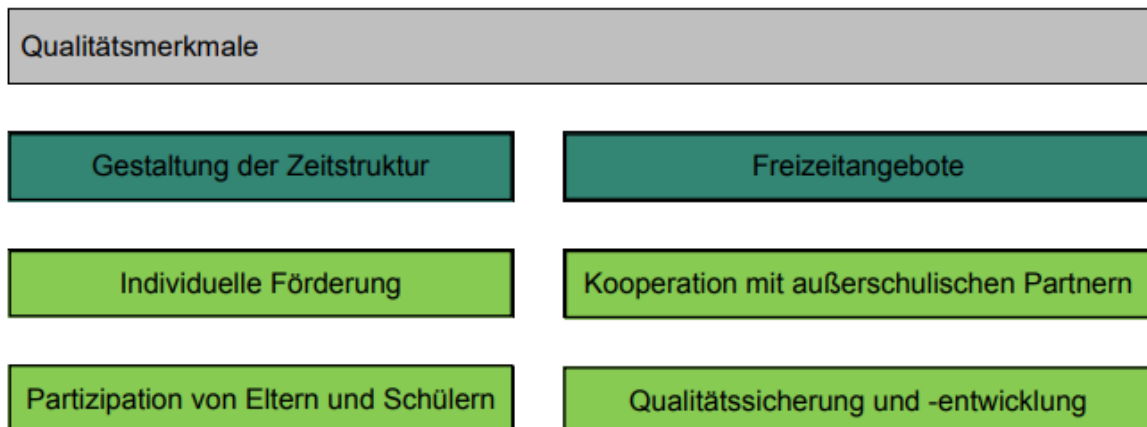 Qualitätsmerkmale
Gestaltung der Zeitstruktur
Freizeitangebote
Individuelle Förderung
Kooperation mit außerschulischen Partnern
Partizipation von Eltern und Schülern
Qualitätssicherung und -entwicklung